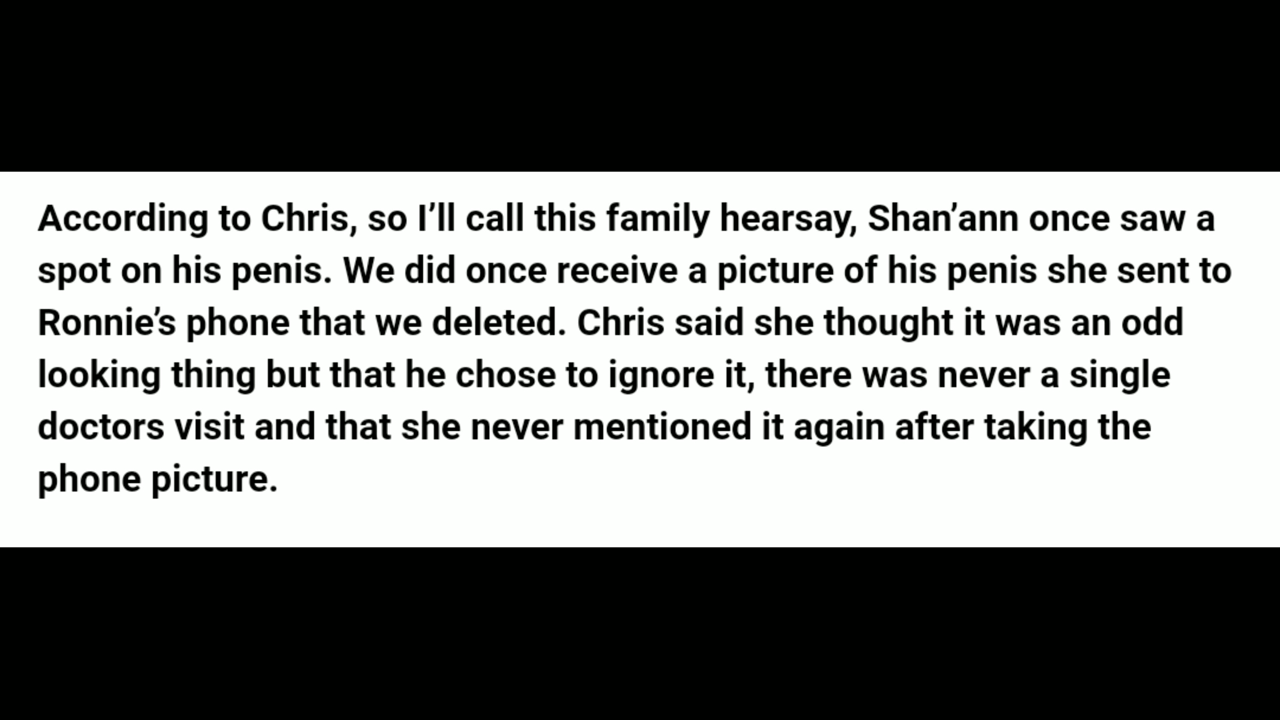 According to Chris, so I’ll call this family hearsay, Shan’ann once saw a
spot on his penis. We did once receive a picture of his penis she sent to
Ronnie’s phone that we deleted. Chris said she thought it was an odd
looking thing but that he chose to ignore it, there was never a single
doctors visit and that she never mentioned it again after taking the
phone picture.